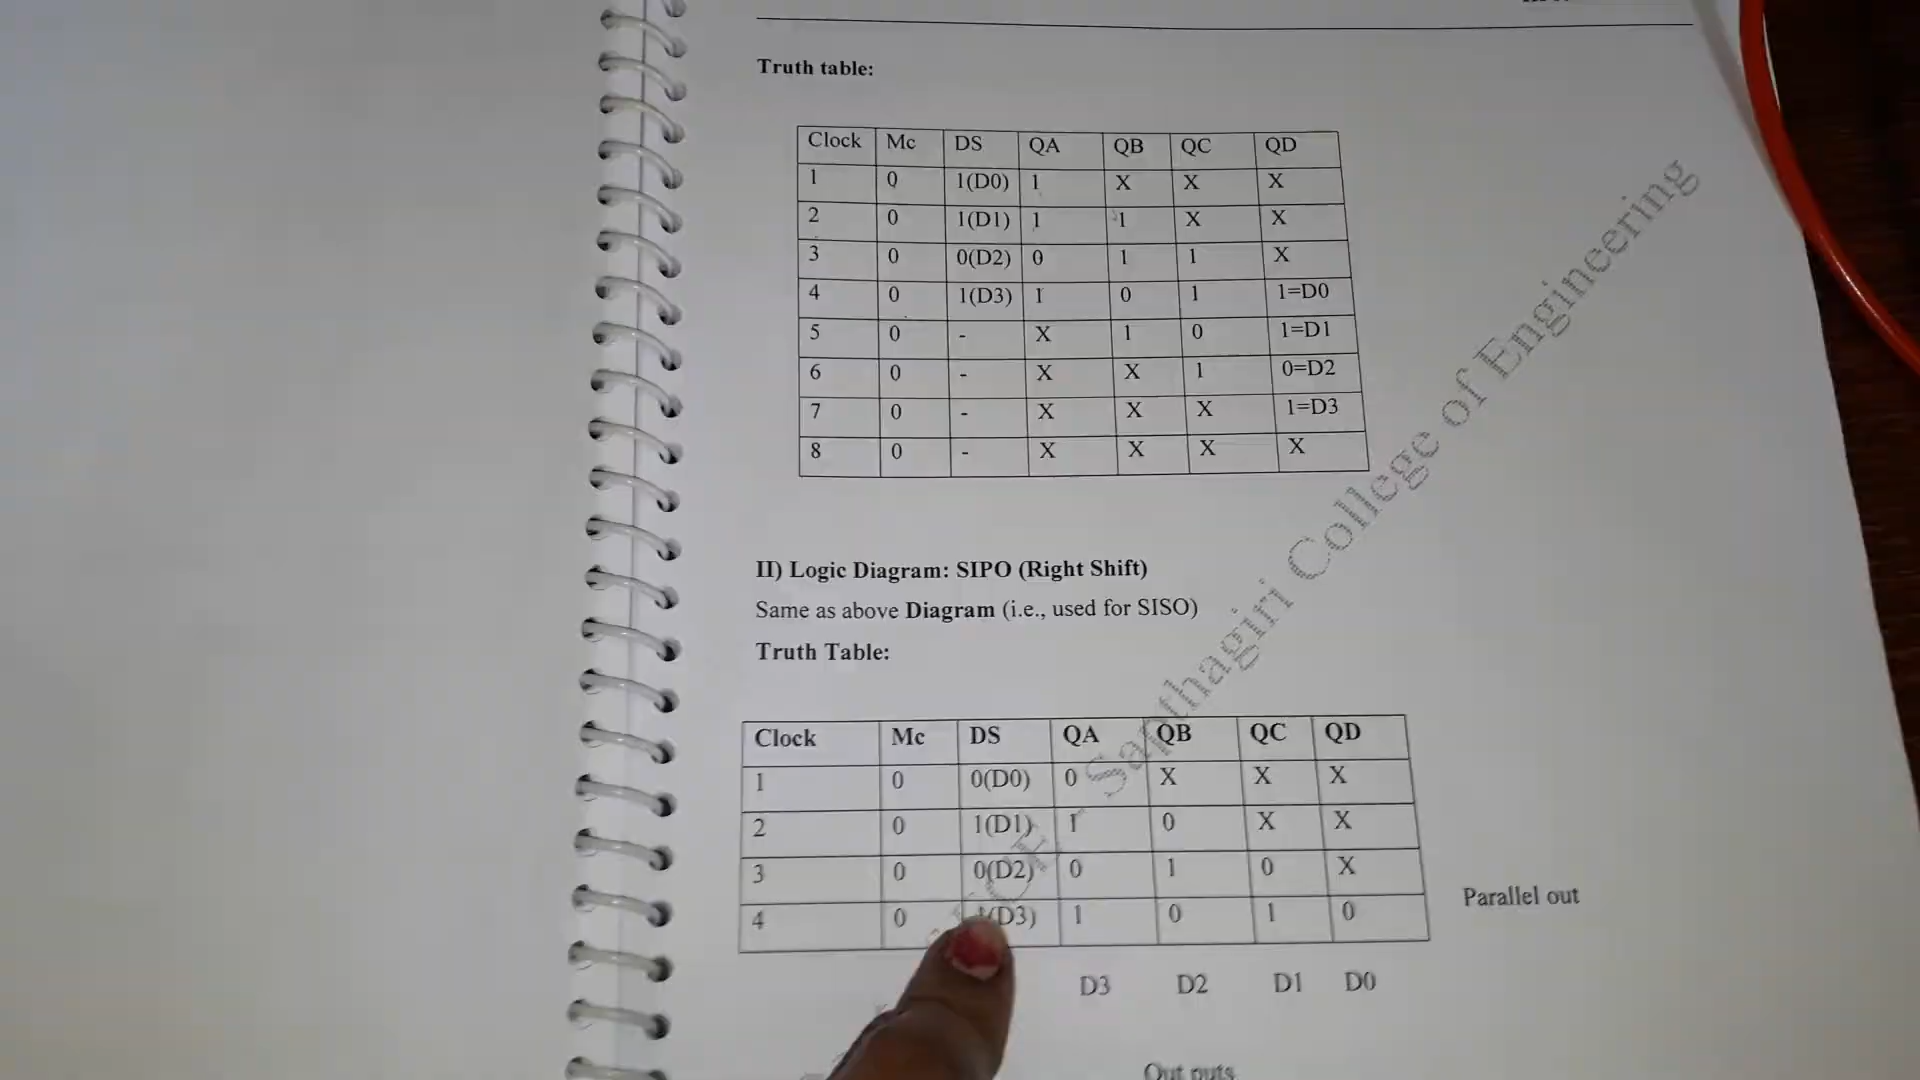 Truth table:
Clock Mc DS QA QB QC QD
1 0 1(D0) 1 X X X
2 0 1(D1) 1 1 X X
3 0 0(D2) 0 1 1 X
4 0 1(D3) 1 0 1 1=D0
5 0 - X 1 0 1=D1
6 0 - X X 1 0=D2
7 0 - X X X 1=D3
8 0 - X X X X
II) Logic Diagram: SIPO (Right Shift)
Same as above Diagram (i.e., used for SISO)
Truth Table:
Clock Mc DS QA QB QC QD
1 0 0(D0) 0 X X X
2 0 1(D1) 1 0 X X
3 0 0(D2) 0 1 0 X
4 0 1(D3) 1 0 1 0
Parallel out
D3 D2 D1 D0
Out puts
Sapthagiri College of Engineering